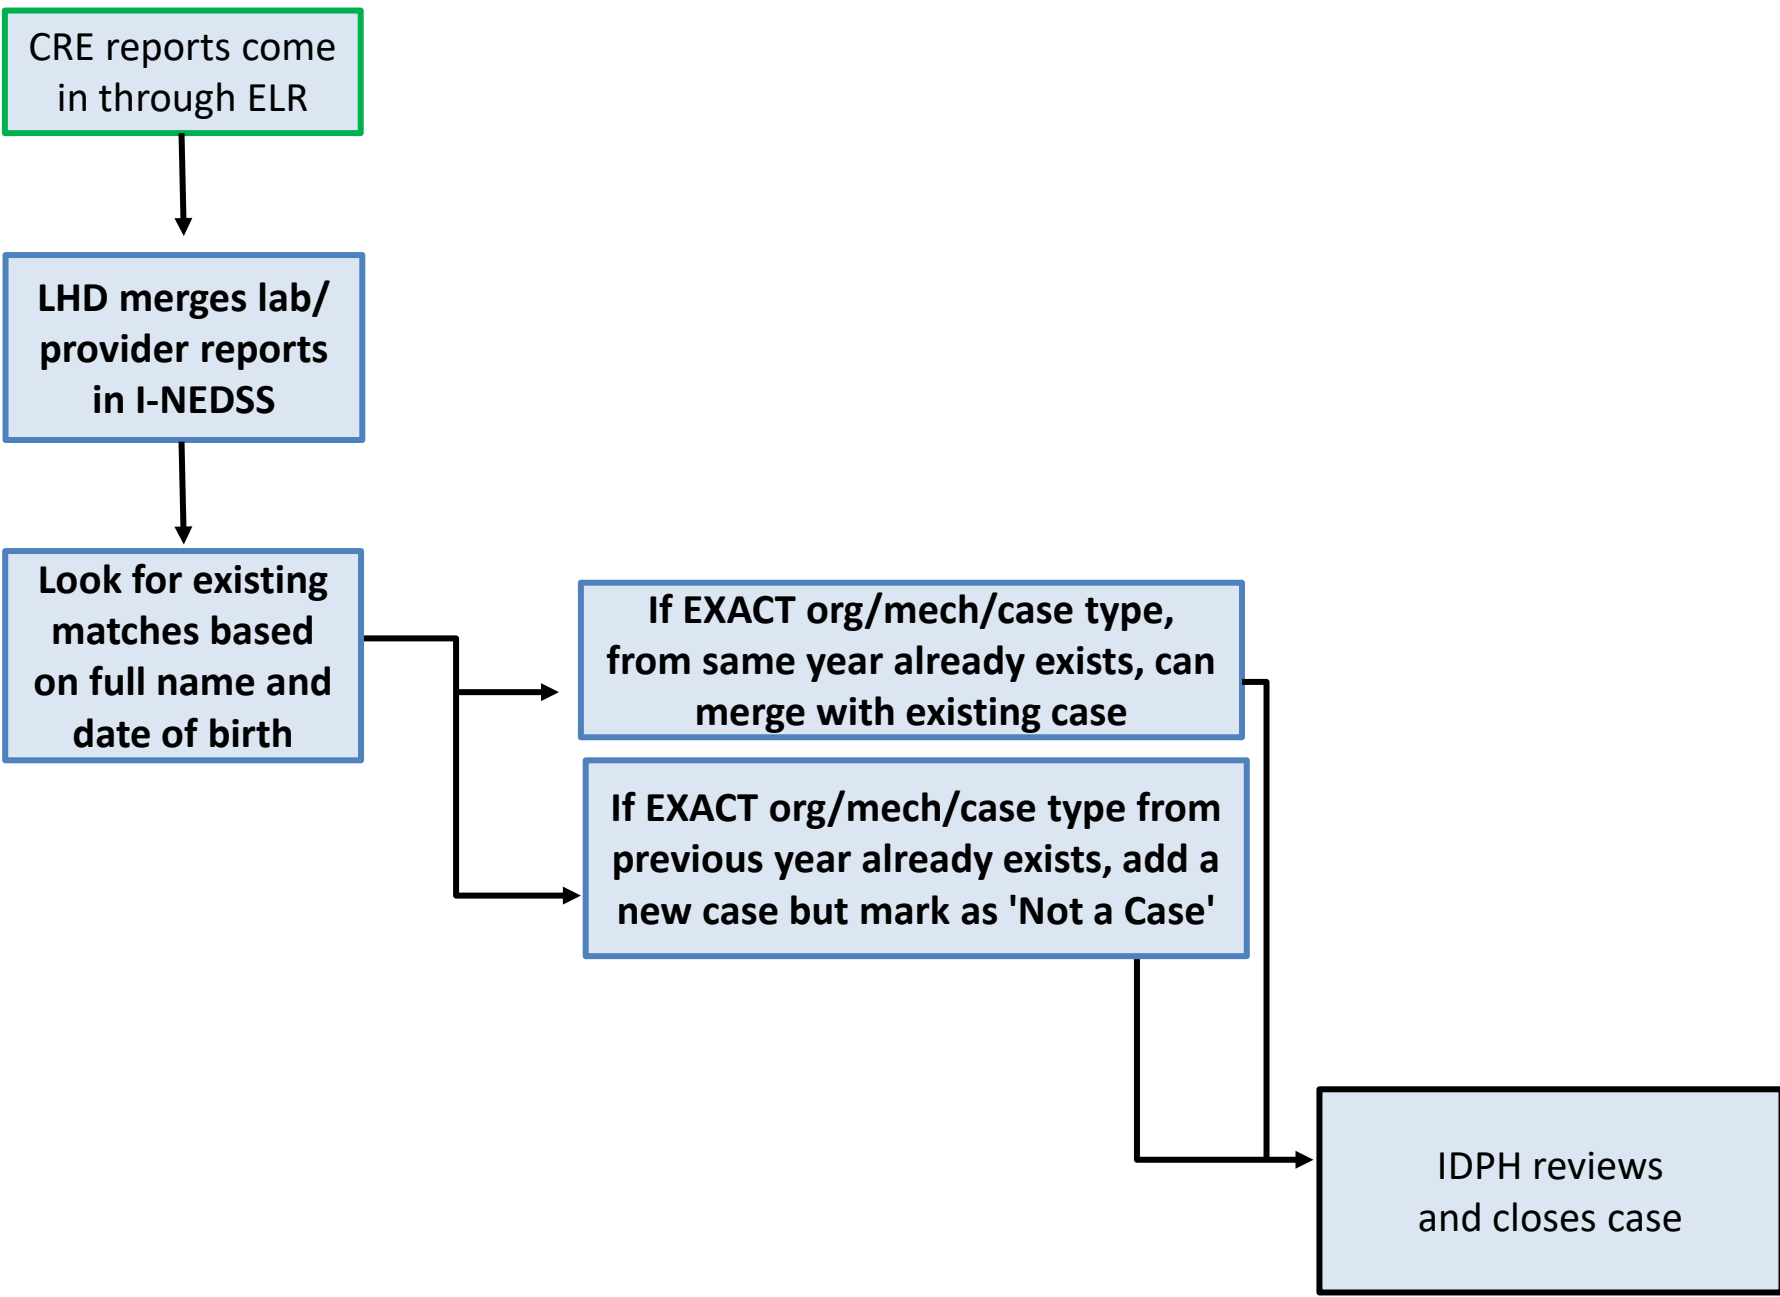 CRE reports come
in through ELR
LHD merges lab/
provider reports
in I-NEDSS
Look for existing
matches based
on full name and
date of birth
If EXACT org/mech/case type,
from same year already exists, can
merge with existing case
If EXACT org/mech/case type from
previous year already exists, add a
new case but mark as 'Not a Case'
IDPH reviews
and closes case